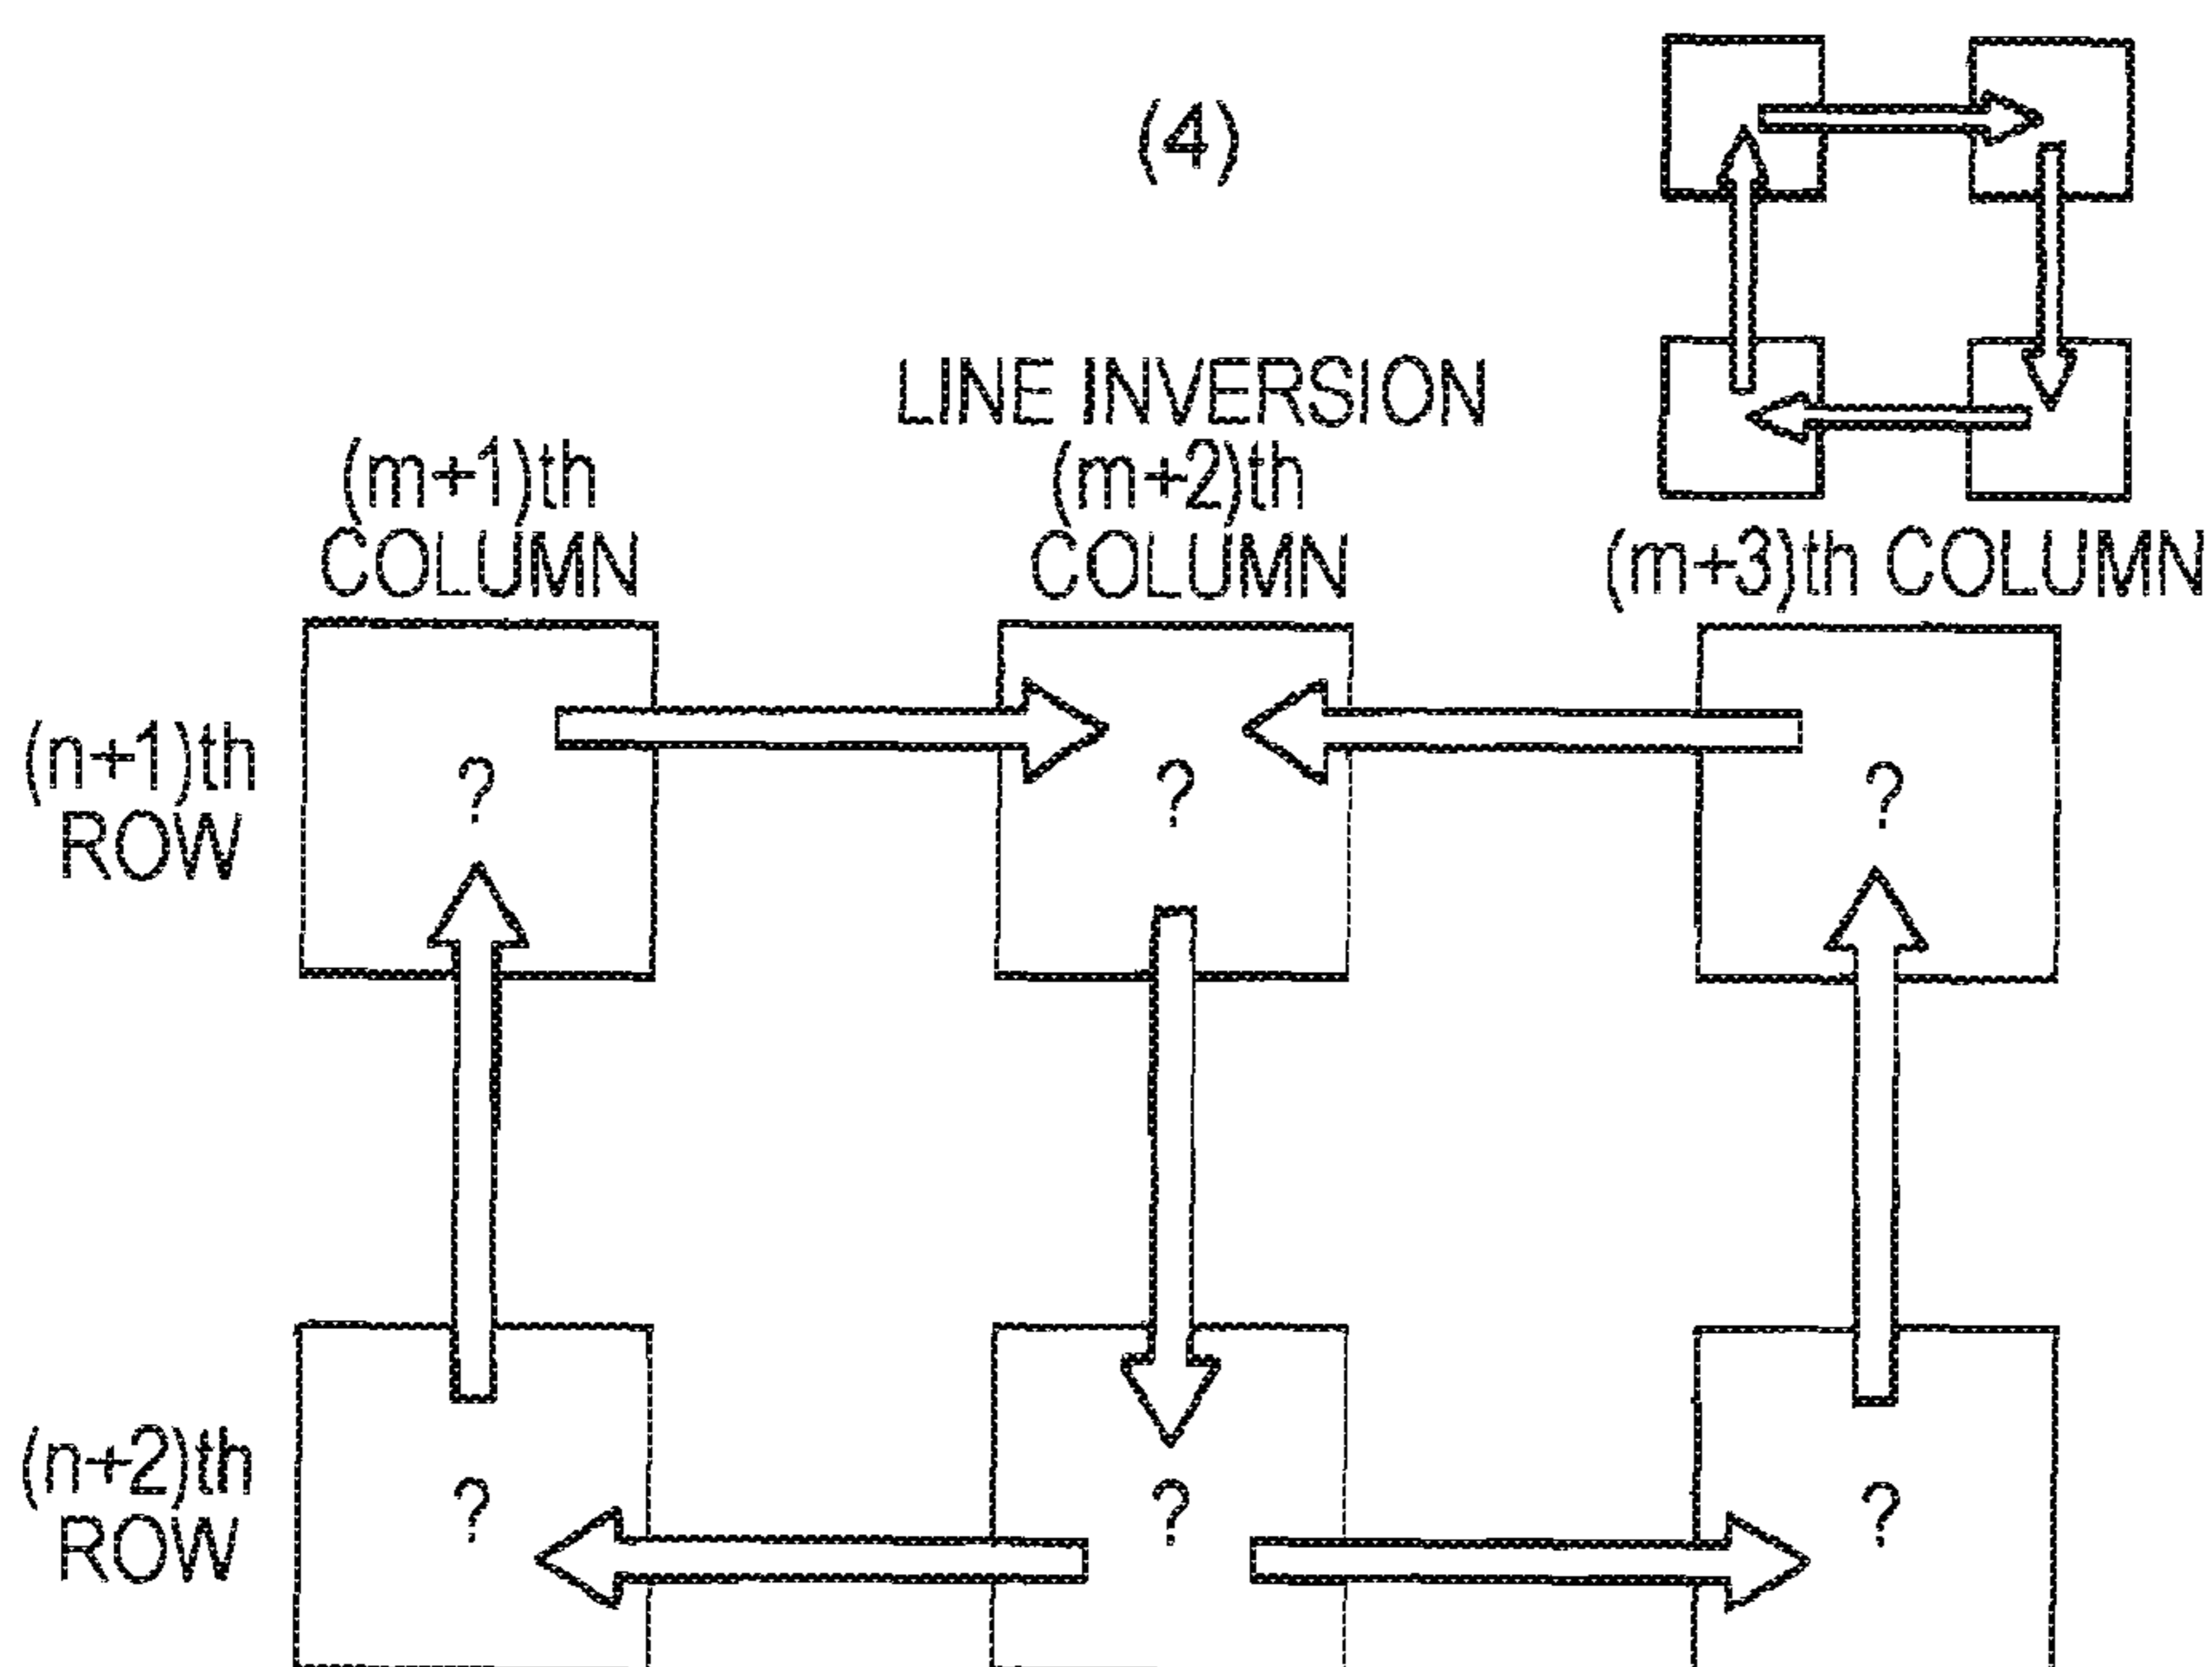 (4)
LINE INVERSION
(m+1)th
COLUMN
(m+2)th
COLUMN
(m+3)th COLUMN
(n+1)th
ROW
?
?
?
(n+2)th
ROW
?
?
?